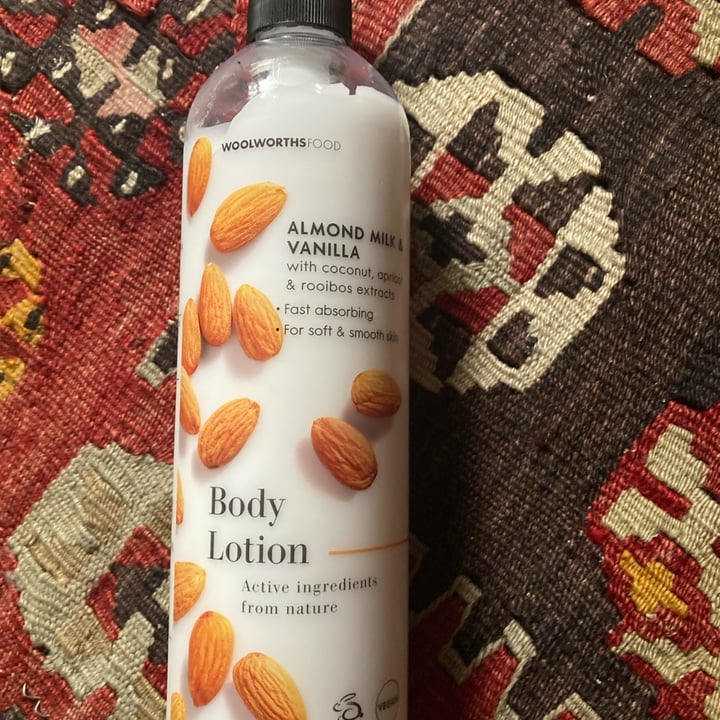 WOOLWORTHSFOOD
ALMOND MILK &
VANILLA
with coconut, apricot
& rooibos extracts
• Fast absorbing
• For soft & smooth skin
Body
Lotion
Active ingredients
from nature
VEGAN